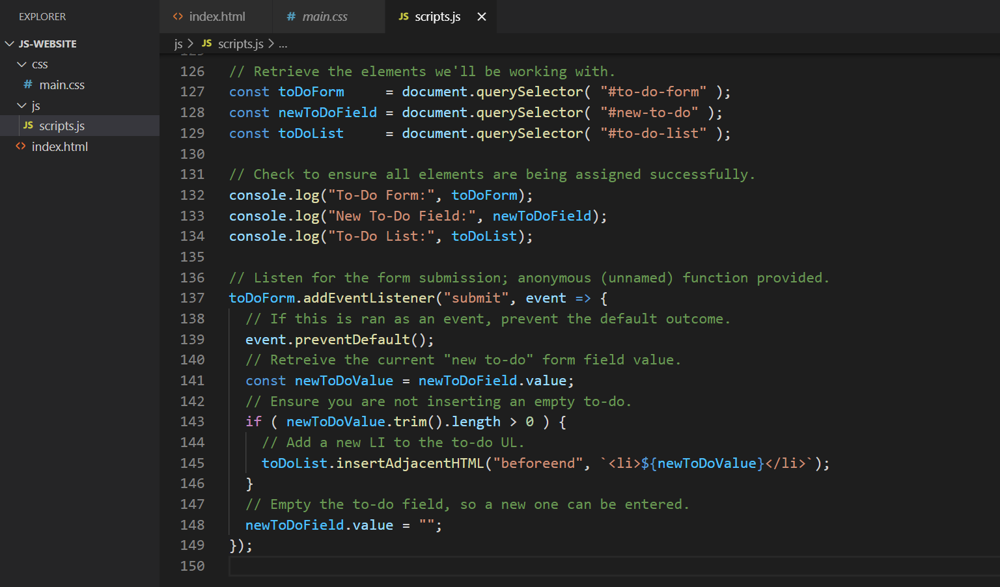 EXPLORER
JS-WEBSITE
css
# main.css
js
JS scripts.js
<> index.html
<> index.html
# main.css
JS scripts.js ×
js > JS scripts.js > ...
126 // Retrieve the elements we'll be working with.
127 const toDoForm     = document.querySelector( "#to-do-form" );
128 const newToDoField = document.querySelector( "#new-to-do" );
129 const toDoList     = document.querySelector( "#to-do-list" );
130
131 // Check to ensure all elements are being assigned successfully.
132 console.log("To-Do Form:", toDoForm);
133 console.log("New To-Do Field:", newToDoField);
134 console.log("To-Do List:", toDoList);
135
136 // Listen for the form submission; anonymous (unnamed) function provided.
137 toDoForm.addEventListener("submit", event => {
138   // If this is ran as an event, prevent the default outcome.
139   event.preventDefault();
140   // Retreive the current "new to-do" form field value.
141   const newToDoValue = newToDoField.value;
142   // Ensure you are not inserting an empty to-do.
143   if ( newToDoValue.trim().length > 0 ) {
144     // Add a new LI to the to-do UL.
145     toDoList.insertAdjacentHTML("beforeend", `<li>${newToDoValue}</li>`);
146   }
147   // Empty the to-do field, so a new one can be entered.
148   newToDoField.value = "";
149 });
150